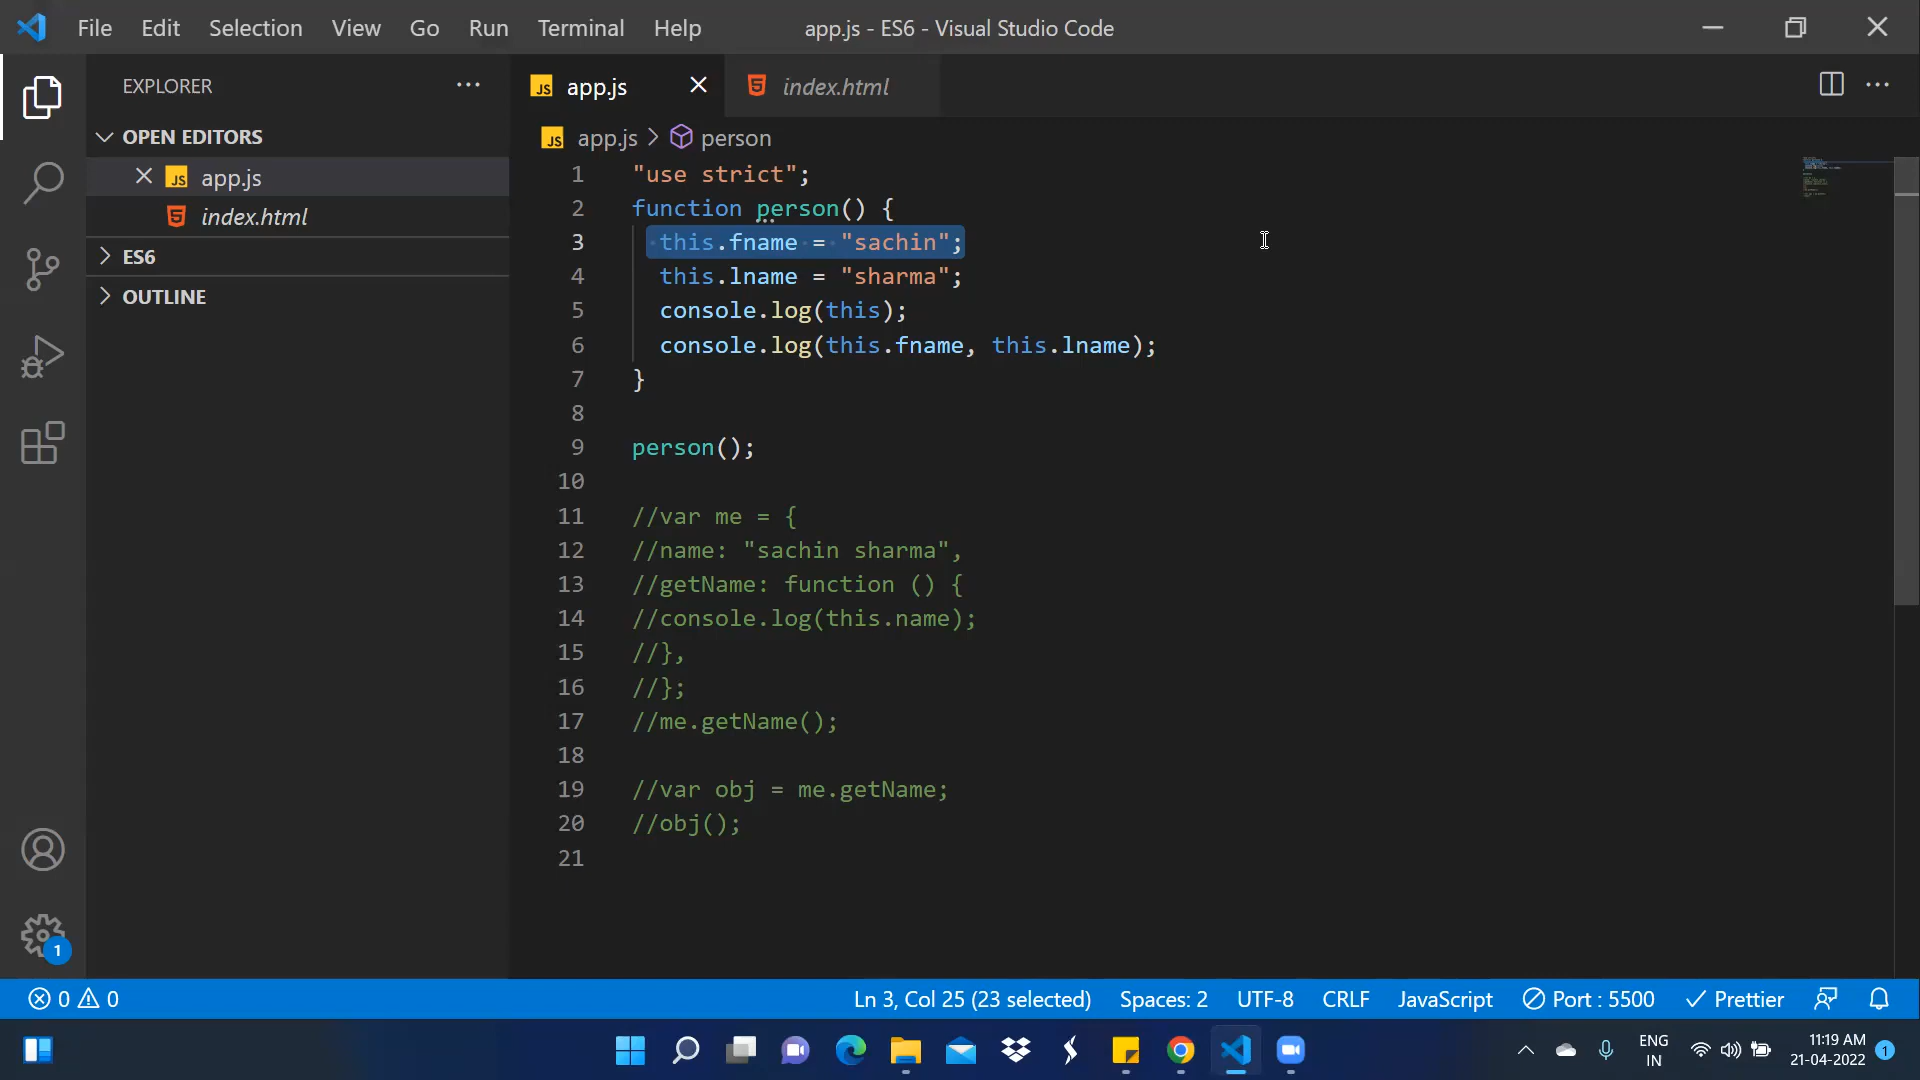 File Edit Selection View Go Run Terminal Help app.js - ES6 - Visual Studio Code
EXPLORER
OPEN EDITORS
JS app.js
index.html
ES6
OUTLINE
JS app.js index.html
JS app.js > person
1 "use strict";
2 function person() {
3 this.fname = "sachin";
4 this.lname = "sharma";
5 console.log(this);
6 console.log(this.fname, this.lname);
7 }
8
9 person();
10
11 //var me = {
12 //name: "sachin sharma",
13 //getName: function () {
14 //console.log(this.name);
15 //},
16 //};
17 //me.getName();
18
19 //var obj = me.getName;
20 //obj();
21
1
0 0 Ln 3, Col 25 (23 selected) Spaces: 2 UTF-8 CRLF JavaScript Port : 5500 Prettier
ENG
IN
11:19 AM
21-04-2022
1